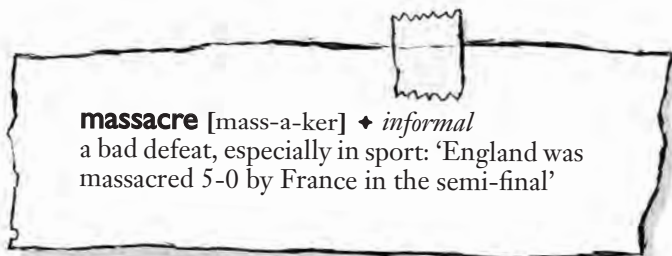 massacre [mass-a-ker] ✦ informal
a bad defeat, especially in sport: ‘England was
massacred 5-0 by France in the semi-final’